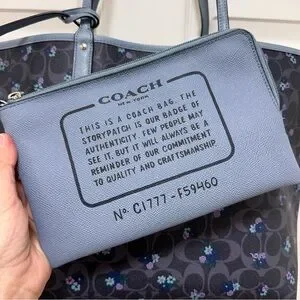 COACH
NEW YORK
THIS IS A COACH BAG. THE
STORYPATCH IS OUR BADGE OF
AUTHENTICITY. FEW PEOPLE MAY
SEE IT, BUT IT WILL ALWAYS BE A
REMINDER OF OUR COMMITMENT
TO QUALITY AND CRAFTSMANSHIP.
Nº C1777-F59460